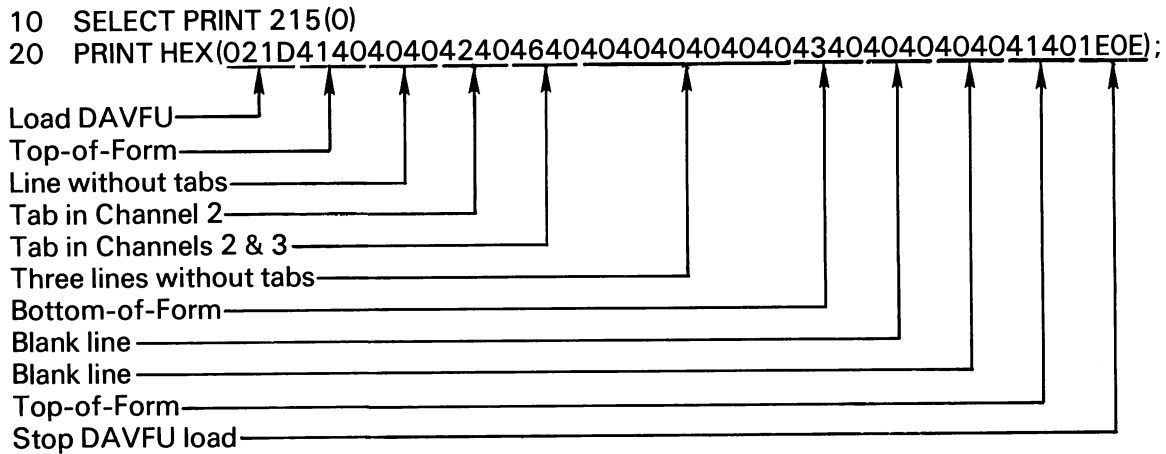 10 SELECT PRINT 215(0)
20 PRINT HEX(021D414040404240464040404040404043404040404041401E0E);
Load DAVFU
Top-of-Form
Line without tabs
Tab in Channel 2
Tab in Channels 2 & 3
Three lines without tabs
Bottom-of-Form
Blank line
Blank line
Top-of-Form
Stop DAVFU load